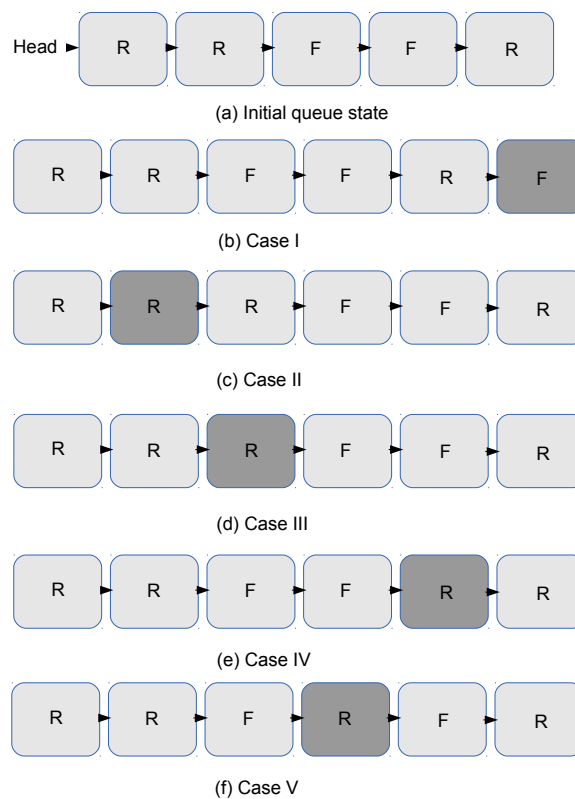 Head R R F F R
(a) Initial queue state
R R F F R F
(b) Case I
R R R F F R
(c) Case II
R R R F F R
(d) Case III
R R F F R R
(e) Case IV
R R F R F R
(f) Case V